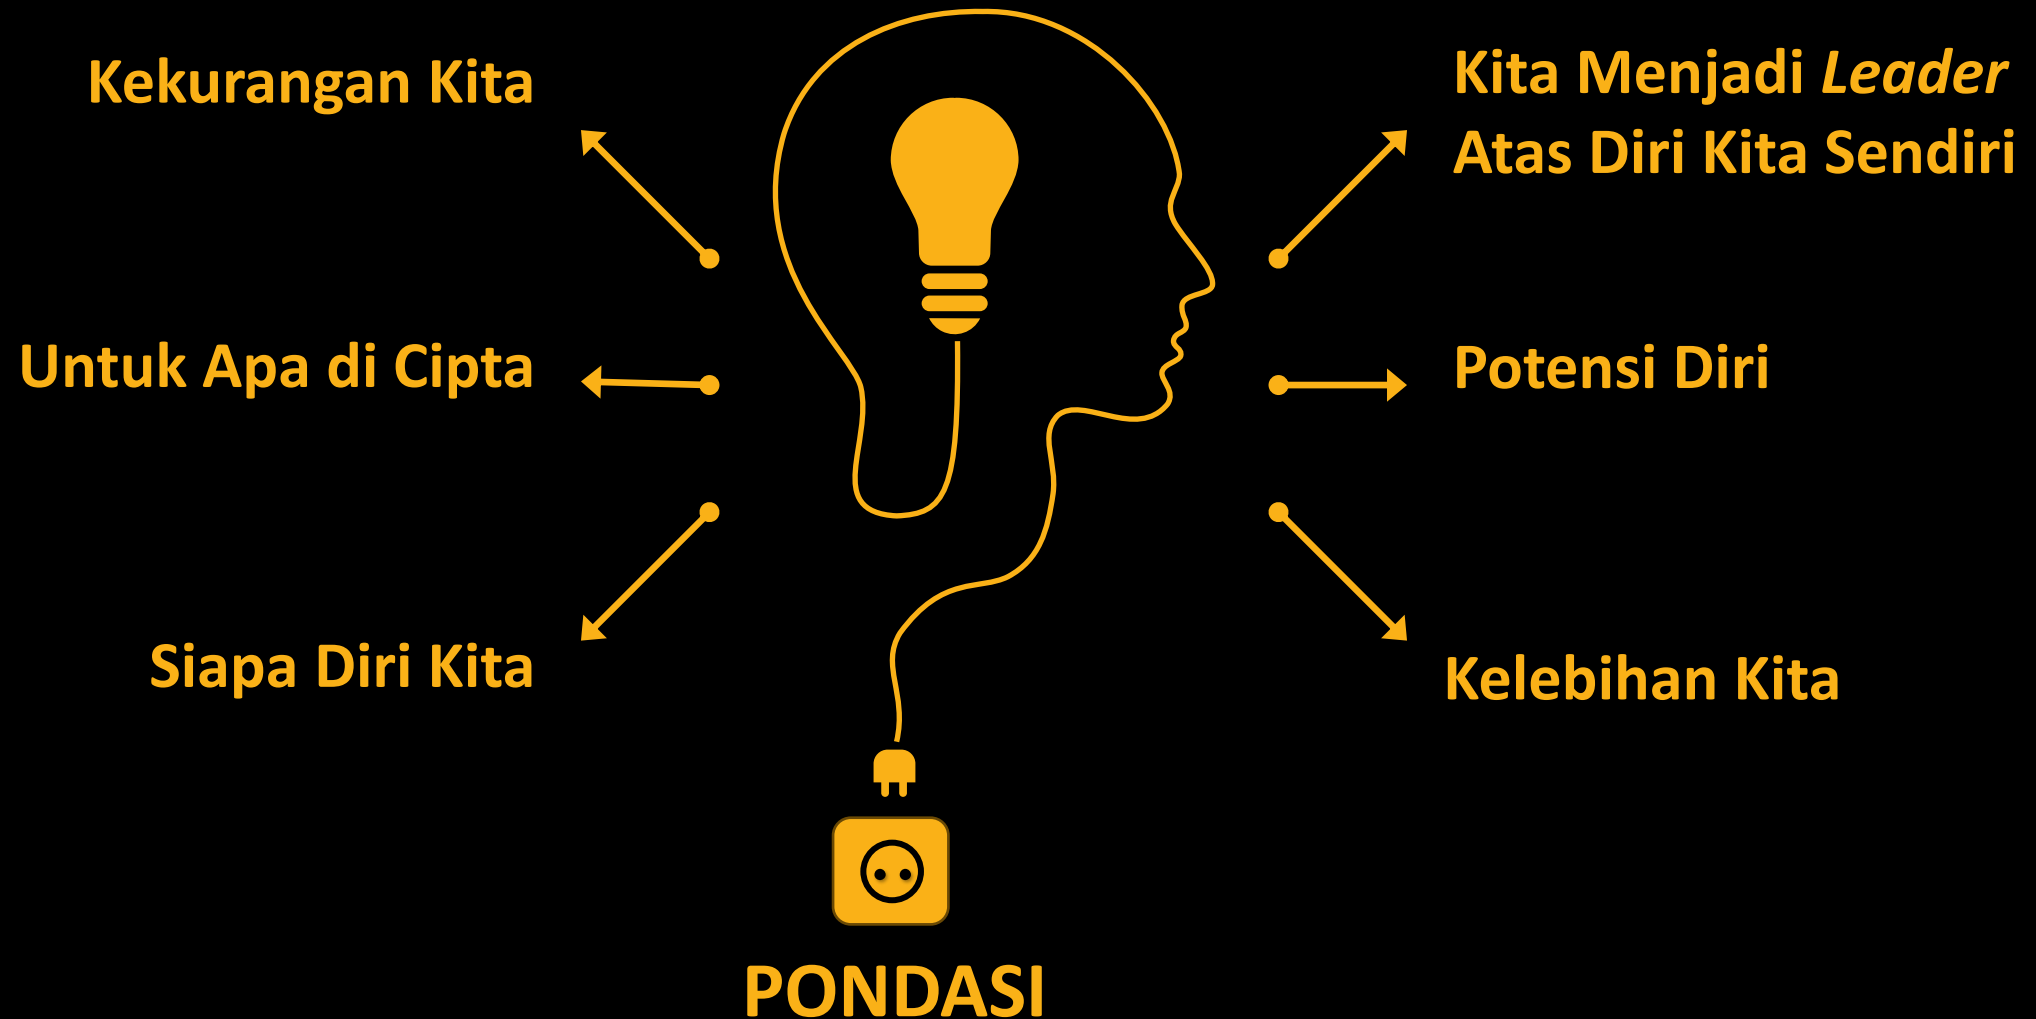 Kekurangan Kita
Untuk Apa di Cipta
Siapa Diri Kita
Kita Menjadi Leader
Atas Diri Kita Sendiri
Potensi Diri
Kelebihan Kita
PONDASI